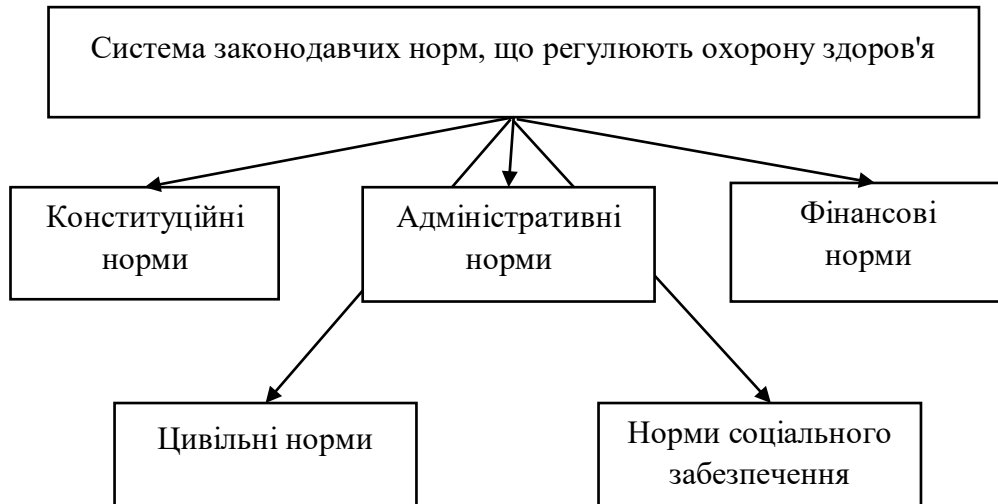 Система законодавчих норм, що регулюють охорону здоров'я
Конституційні
норми
Адміністративні
норми
Фінансові
норми
Цивільні норми
Норми соціального
забезпечення